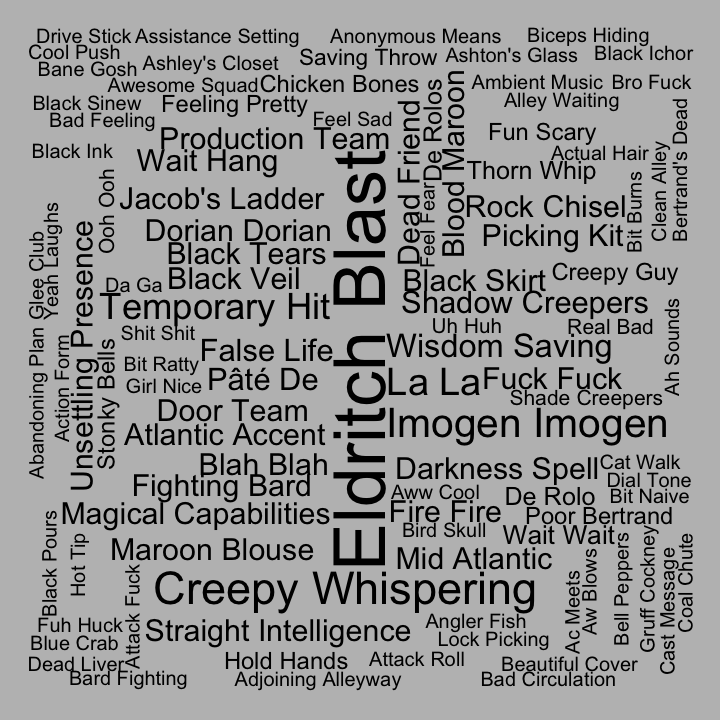 Drive Stick
Assistance Setting
Anonymous Means
Biceps Hiding
Cool Push
Ashley's Closet
Saving Throw
Ashton's Glass
Black Ichor
Bane Gosh
Awesome Squad
Chicken Bones
Ambient Music
Bro Fuck
Black Sinew
Feeling Pretty
Alley Waiting
Bad Feeling
Feel Sad
Production Team
Fun Scary
Black Ink
Wait Hang
Actual Hair
Thorn Whip
Dead Friend
De Rolos
Feel Fear
Blood Maroon
Clean Alley
Bertrand's Dead
Bit Burns
Ooh Ooh
Jacob's Ladder
Rock Chisel
Dorian Dorian
Picking Kit
Black Tears
Glee Club
Yeah Laughs
Unsettling Presence
Da Ga
Black Veil
Black Skirt
Creepy Guy
Temporary Hit
Shadow Creepers
Eldritch Blast
Shit Shit
Uh Huh
Real Bad
Ah Sounds
False Life
Wisdom Saving
Bit Ratty
Girl Nice
Pâté De
La La
Fuck Fuck
Shade Creepers
Abandoning Plan
Action Form
Stonky Bells
Door Team
Imogen Imogen
Atlantic Accent
Blah Blah
Darkness Spell
Cat Walk
Dial Tone
Fighting Bard
Aww Cool
De Rolo
Bit Naive
Magical Capabilities
Fire Fire
Poor Bertrand
Bird Skull
Wait Wait
Black Pours
Hot Tip
Maroon Blouse
Mid Atlantic
Creepy Whispering
Attack Fuck
Ac Meets
Aw Blows
Bell Peppers
Gruff Cockney
Cast Message
Coal Chute
Fuh Huck
Straight Intelligence
Angler Fish
Blue Crab
Lock Picking
Dead Liver
Hold Hands
Attack Roll
Beautiful Cover
Bard Fighting
Adjoining Alleyway
Bad Circulation